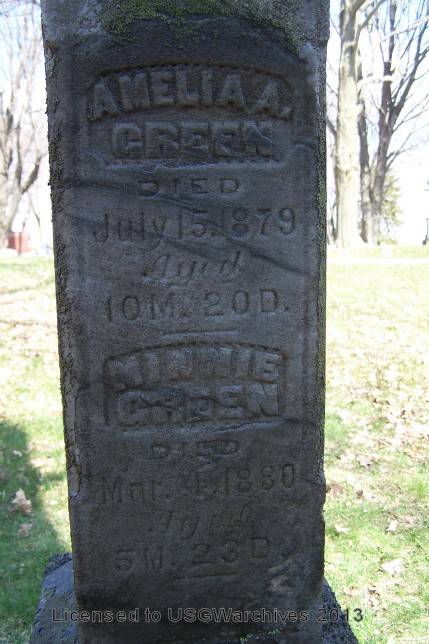 AMELIA A.
GREEN
DIED
July 15, 1879
Aged
10 M. 20 D.
MINNIE
GREEN
DIED
Mar. 4, 1880
Aged
5 M. 23 D.
Licensed to USGWarchives 2013